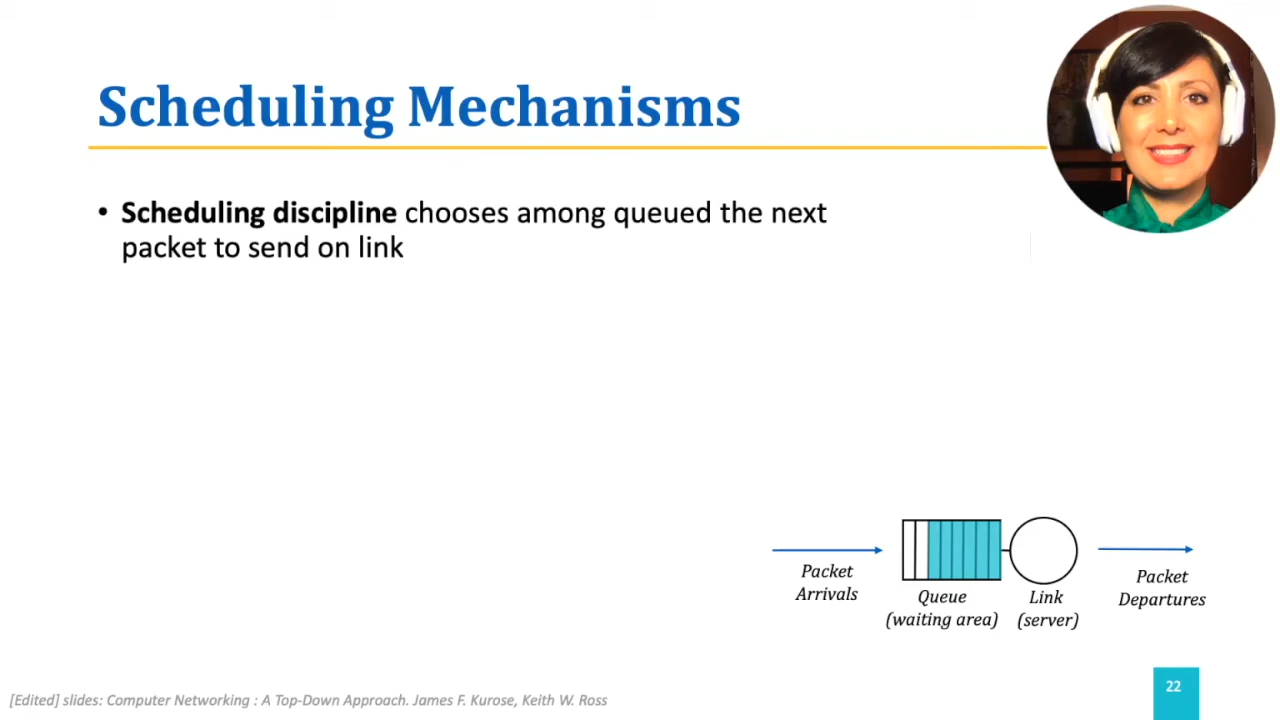 Scheduling Mechanisms
• Scheduling discipline chooses among queued the next
packet to send on link
Packet
Arrivals
Queue
(waiting area)
Link
(server)
Packet
Departures
[Edited] slides: Computer Networking : A Top-Down Approach. James F. Kurose, Keith W. Ross
22